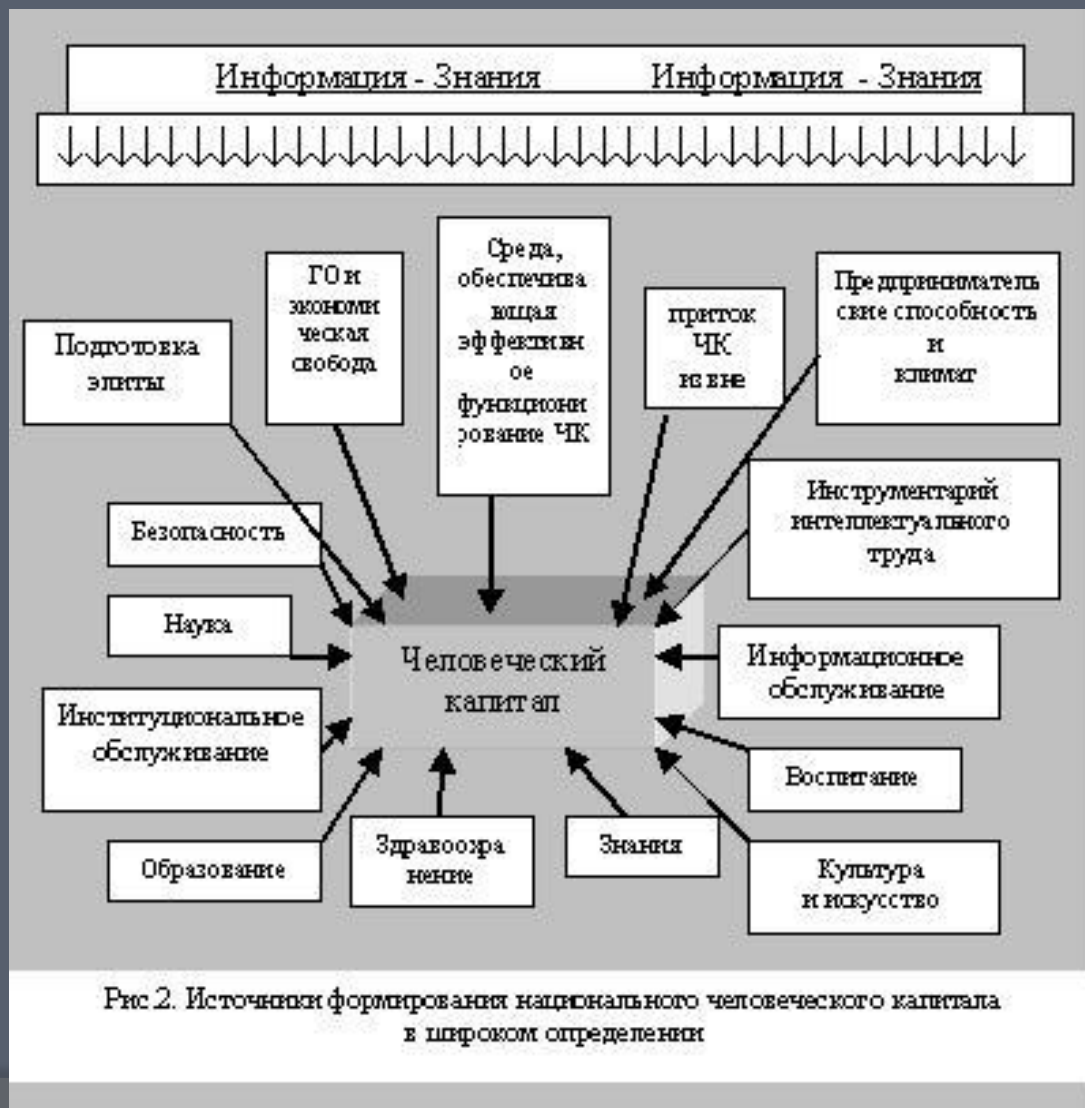 Информация - Знания Информация - Знания
Подготовка
элиты
ГО и
экономи
ческая
свобода
Среда,
обеспечива
ющая
эффективн
ое
функциони
рование ЧК
приток
ЧК
извне
Предприниматель
ские способность
и
климат
Безопасность
Инструментарий
интеллектуального
труда
Наука
Человеческий
капитал
Информационное
обслуживание
Институциональное
обслуживание
Воспитание
Образование
Здравоохра
нение
Знания
Культура
и искусство
Рис.2. Источники формирования национального человеческого капитала
в широком определении